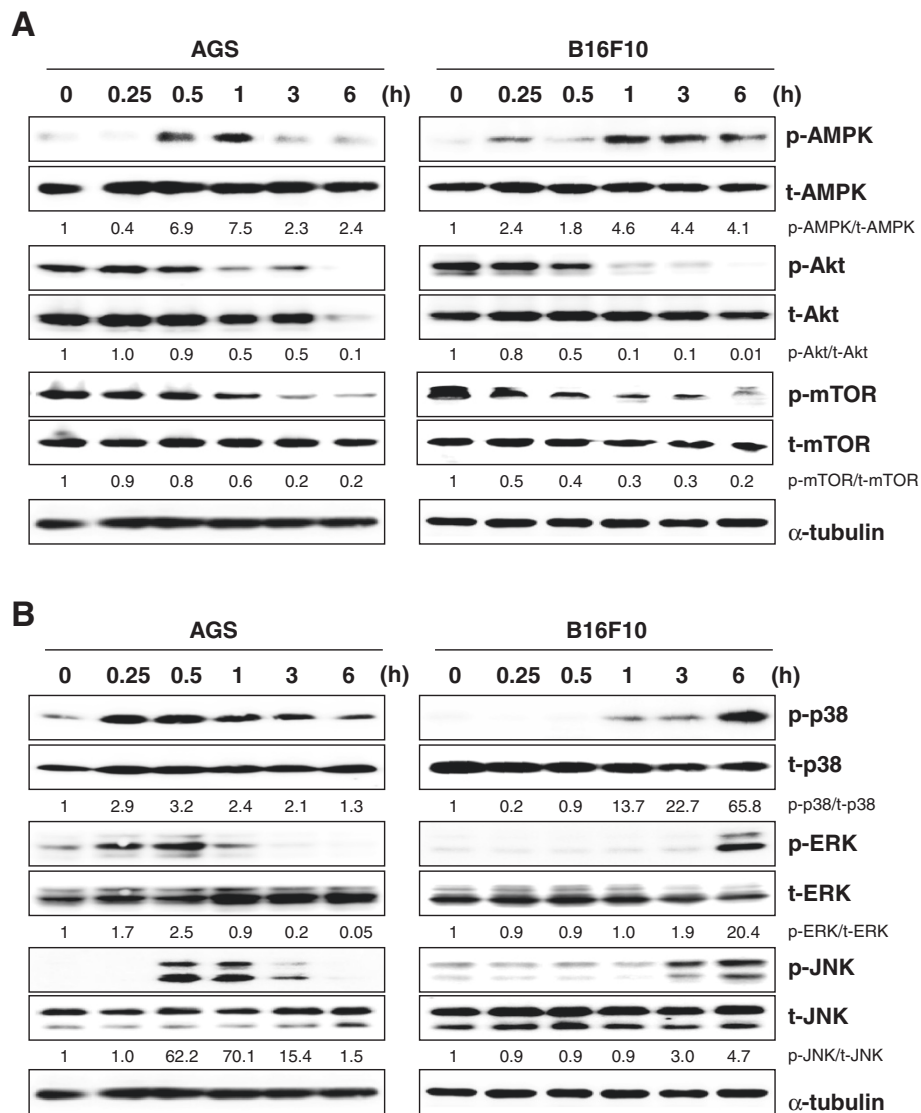 A
AGS B16F10
0 0.25 0.5 1 3 6 (h) 0 0.25 0.5 1 3 6 (h)
p-AMPK
t-AMPK
1 0.4 6.9 7.5 2.3 2.4 1 2.4 1.8 4.6 4.4 4.1 p-AMPK/t-AMPK
p-Akt
t-Akt
1 1.0 0.9 0.5 0.5 0.1 1 0.8 0.5 0.1 0.1 0.01 p-Akt/t-Akt
p-mTOR
t-mTOR
1 0.9 0.8 0.6 0.2 0.2 1 0.5 0.4 0.3 0.3 0.2 p-mTOR/t-mTOR
α-tubulin
B
AGS B16F10
0 0.25 0.5 1 3 6 (h) 0 0.25 0.5 1 3 6 (h)
p-p38
t-p38
1 2.9 3.2 2.4 2.1 1.3 1 0.2 0.9 13.7 22.7 65.8 p-p38/t-p38
p-ERK
t-ERK
1 1.7 2.5 0.9 0.2 0.05 1 0.9 0.9 1.0 1.9 20.4 p-ERK/t-ERK
p-JNK
t-JNK
1 1.0 62.2 70.1 15.4 1.5 1 0.9 0.9 0.9 3.0 4.7 p-JNK/t-JNK
α-tubulin